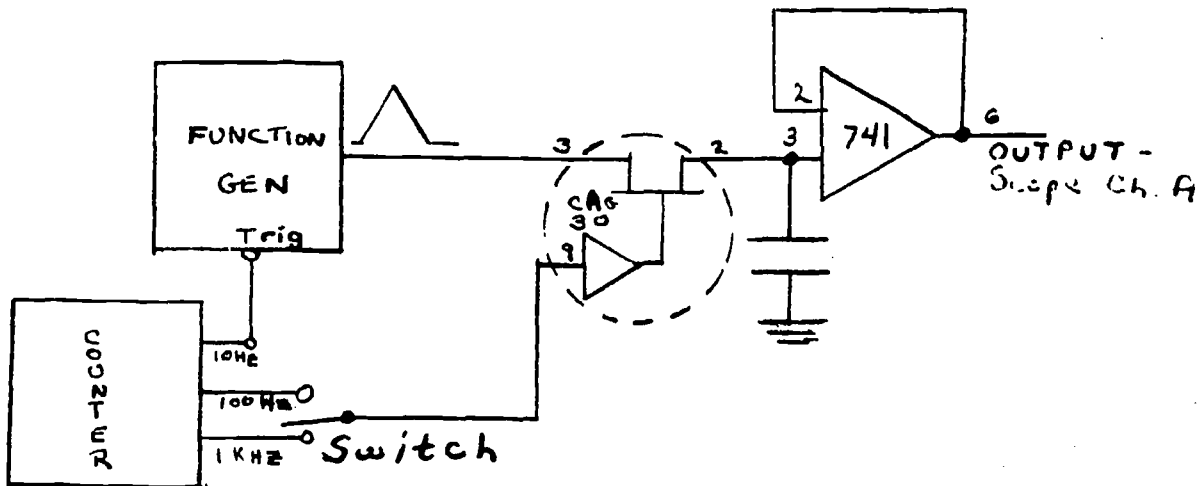 FUNCTION
GEN
Trig
3
2
CAG
30
9
2
3
741
6
OUTPUT -
Ch. A
COUNTER
10HZ
100HZ
1KHZ
Switch